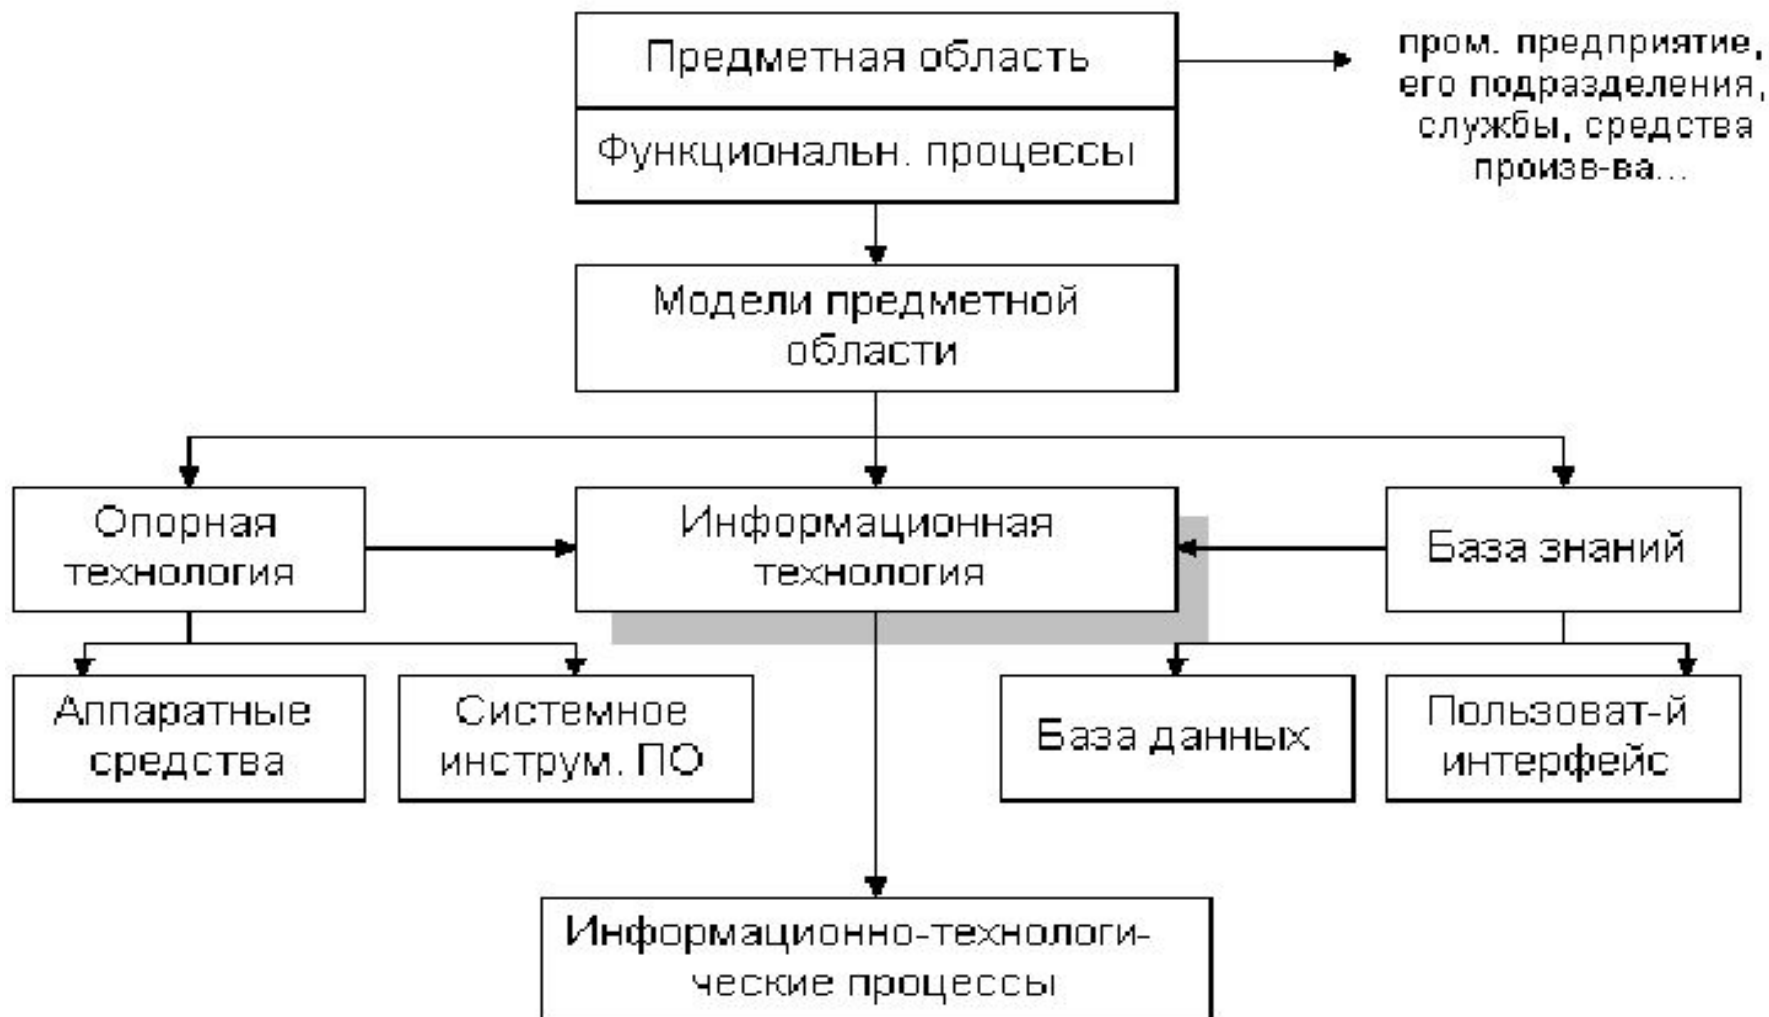 Предметная область
Функциональн. процессы
пром. предприятие,
его подразделения,
службы, средства
произв-ва...
Модели предметной
области
Опорная
технология
Информационная
технология
База знаний
Аппаратные
средства
Системное
инструм. ПО
База данных
Пользоват-й
интерфейс
Информационно-технологи-
ческие процессы